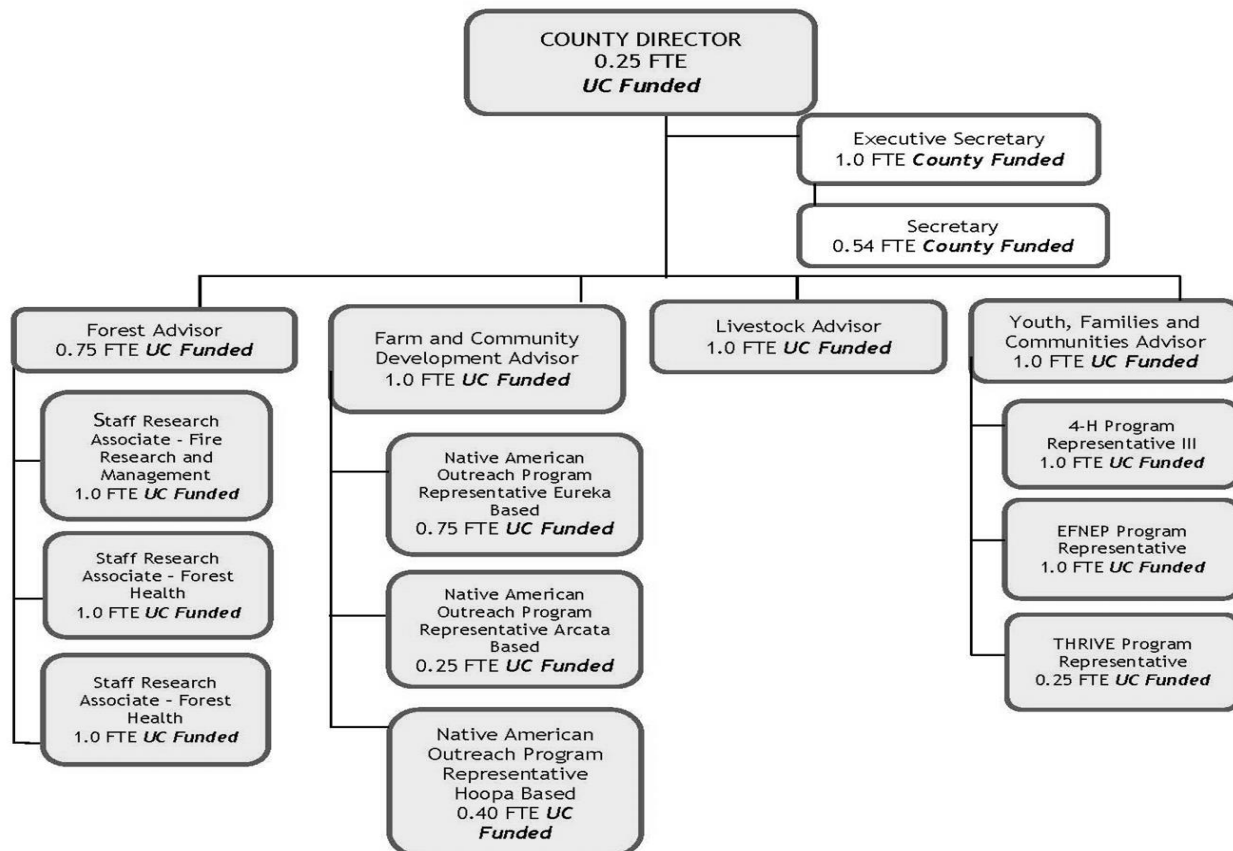 COUNTY DIRECTOR
0.25 FTE
UC Funded
Executive Secretary
1.0 FTE County Funded
Secretary
0.54 FTE County Funded
Forest Advisor
0.75 FTE UC Funded
Staff Research
Associate - Fire
Research and
Management
1.0 FTE UC Funded
Staff Research
Associate - Forest
Health
1.0 FTE UC Funded
Staff Research
Associate - Forest
Health
1.0 FTE UC Funded
Farm and Community
Development Advisor
1.0 FTE UC Funded
Native American
Outreach Program
Representative Eureka
Based
0.75 FTE UC Funded
Native American
Outreach Program
Representative Arcata
Based
0.25 FTE UC Funded
Native American
Outreach Program
Representative
Hoopa Based
0.40 FTE UC
Funded
Livestock Advisor
1.0 FTE UC Funded
Youth, Families and
Communities Advisor
1.0 FTE UC Funded
4-H Program
Representative III
1.0 FTE UC Funded
EFNEP Program
Representative
1.0 FTE UC Funded
THRIVE Program
Representative
0.25 FTE UC Funded